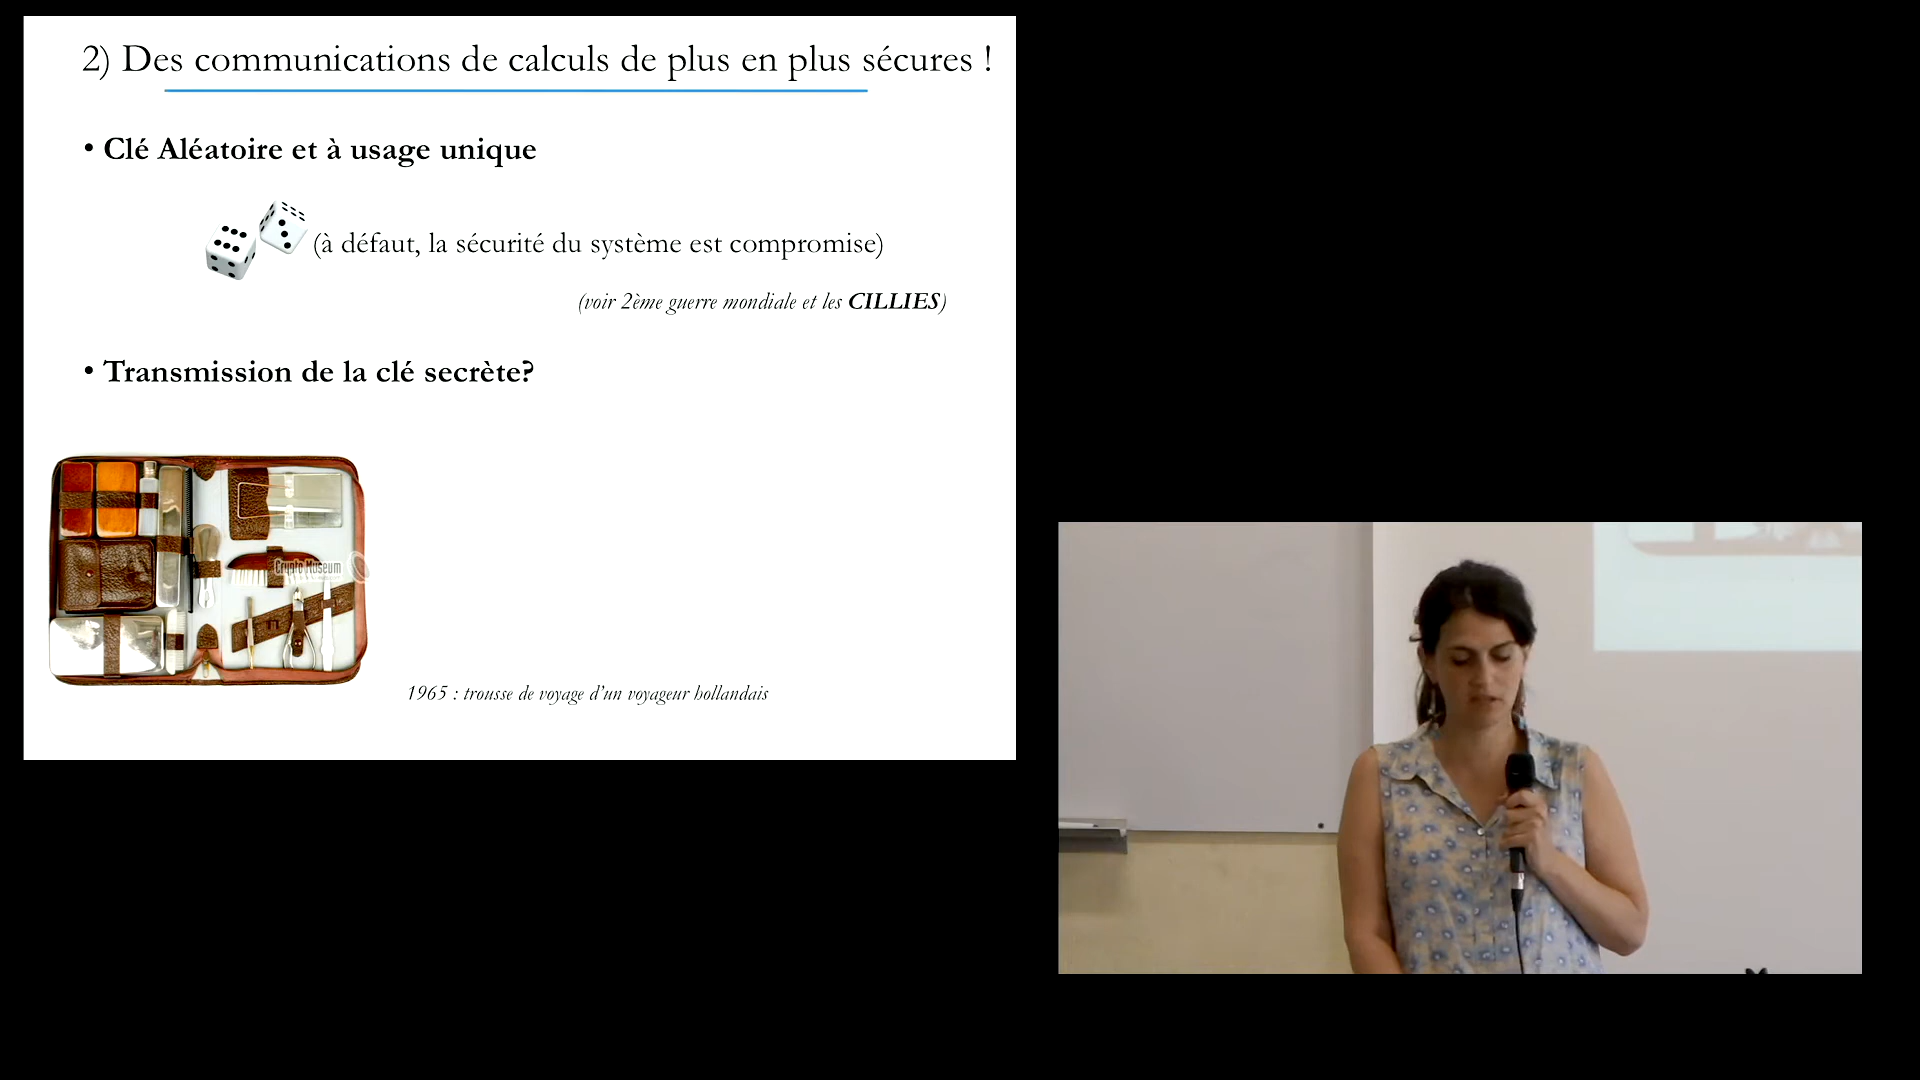 2) Des communications de calculs de plus en plus sécures !
• Clé Aléatoire et à usage unique
(à défaut, la sécurité du système est compromise)
(voir 2ème guerre mondiale et les CILLIES)
• Transmission de la clé secrète?
Crypto Museum
1965 : trousse de voyage d'un voyageur hollandais